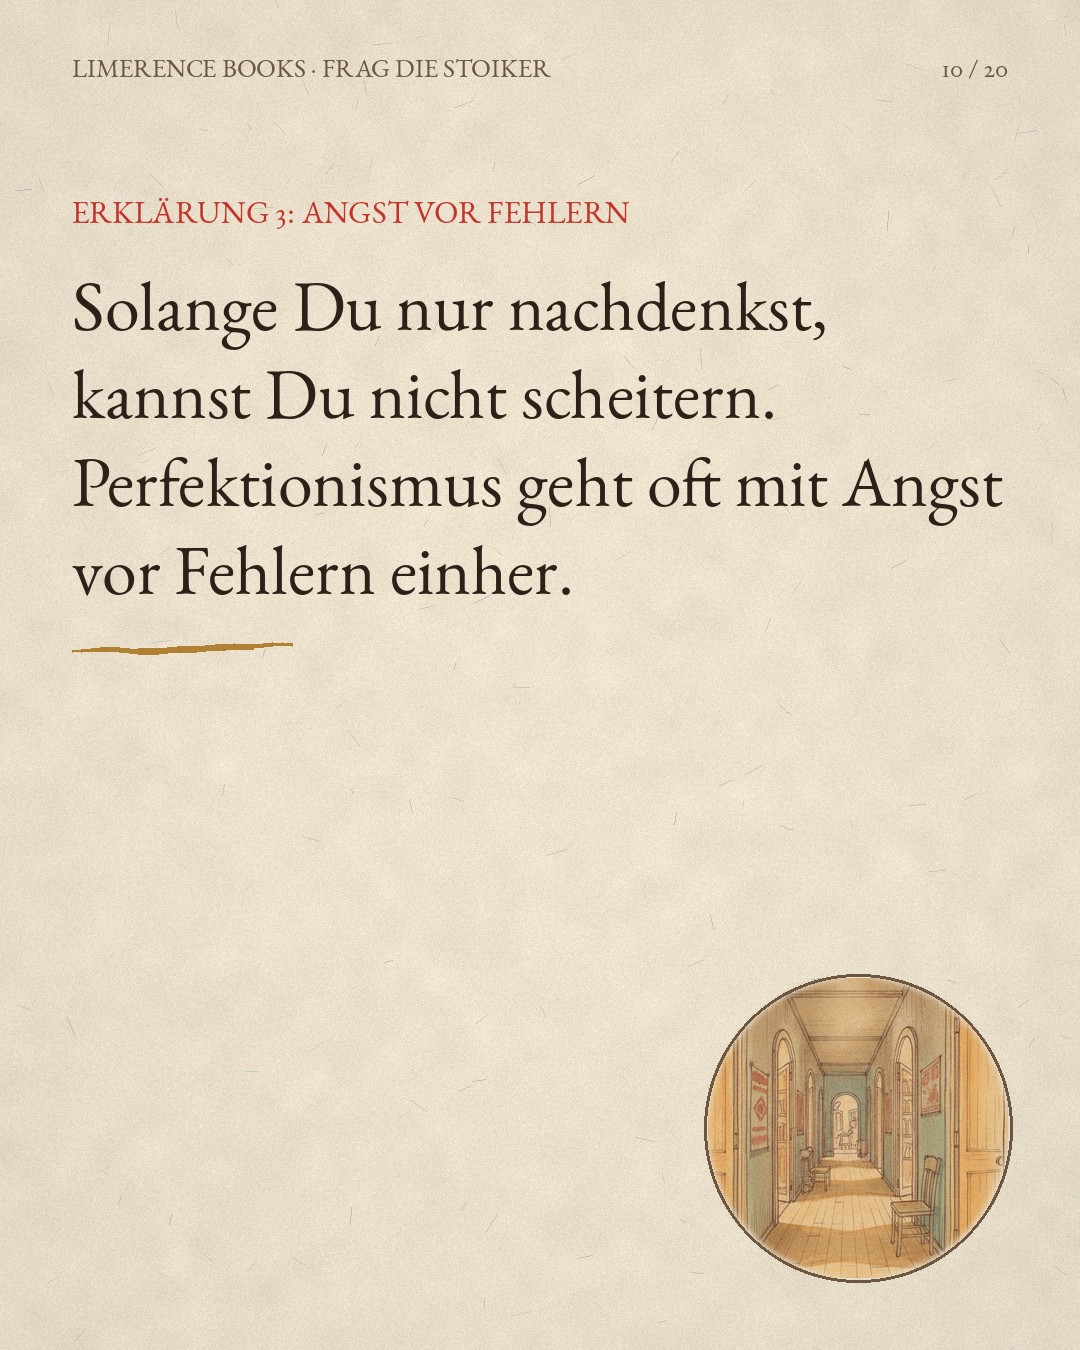 LIMERENCE BOOKS · FRAG DIE STOIKER
10 / 20
ERKLÄRUNG 3: ANGST VOR FEHLERN
Solange Du nur nachdenkst,
kannst Du nicht scheitern.
Perfektionismus geht oft mit Angst
vor Fehlern einher.